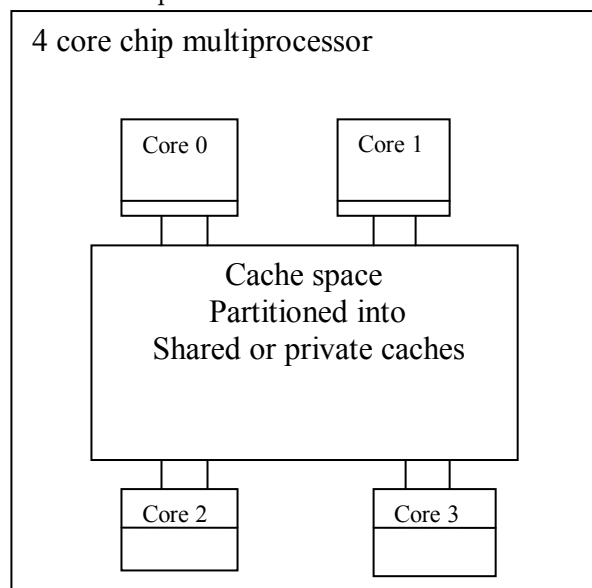 4 core chip multiprocessor
Core 0
Core 1
Cache space
Partitioned into
Shared or private caches
Core 2
Core 3